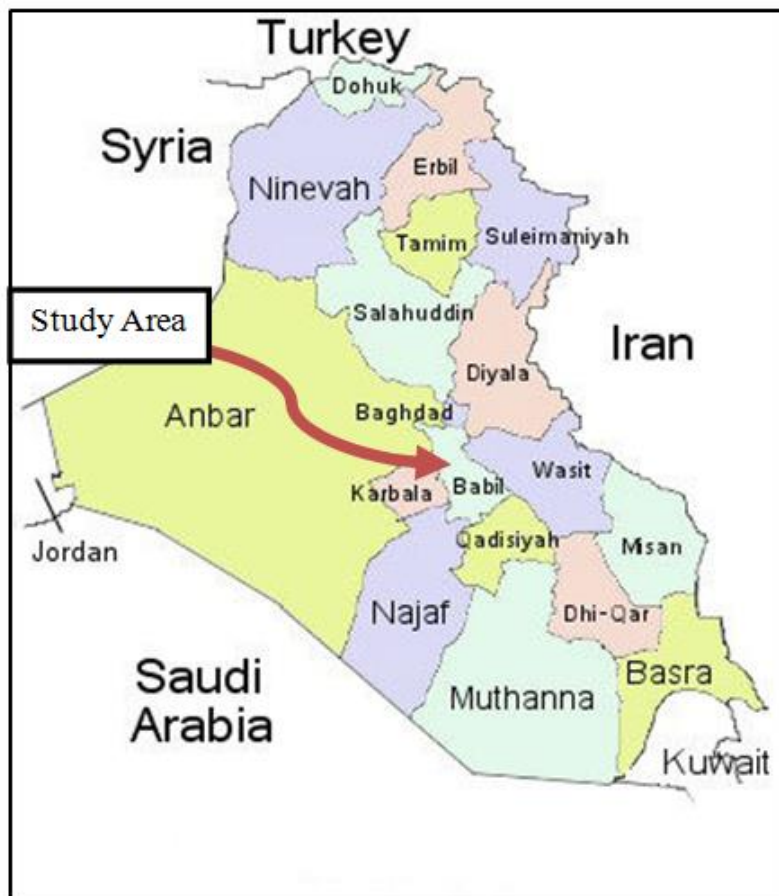 Turkey
Dohuk
Syria
Erbil
Ninevah
Tamim
Suleimaniyah
Study Area
Salahuddin
Iran
Diyala
Anbar
Baghdad
Wasit
Karbala
Babil
Qadisiyah
Misan
Jordan
Najaf
Dhi-Qar
Saudi
Arabia
Basra
Muthanna
Kuwait